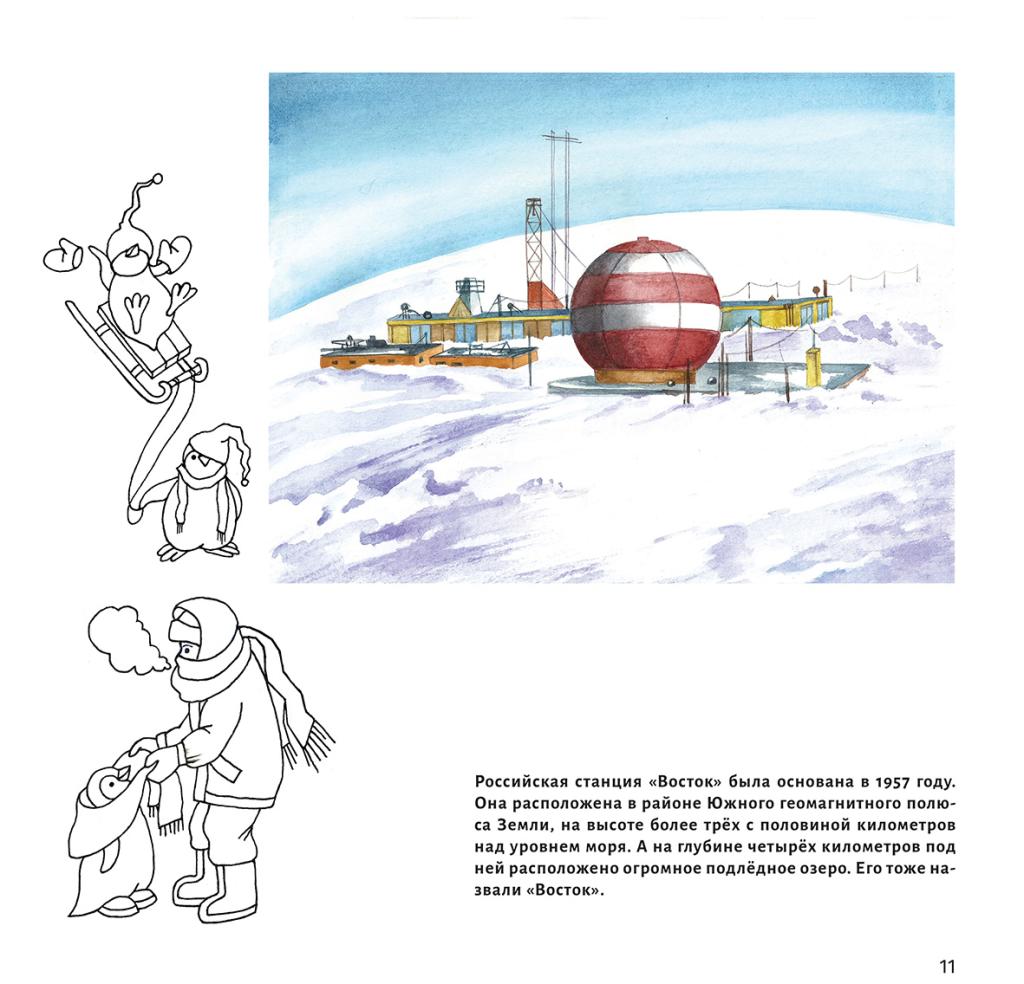 Российская станция «Восток» была основана в 1957 году.
Она расположена в районе Южного геомагнитного полю-
са Земли, на высоте более трёх с половиной километров
над уровнем моря. А на глубине четырёх километров под
ней расположено огромное подлёдное озеро. Его тоже на-
звали «Восток».
11